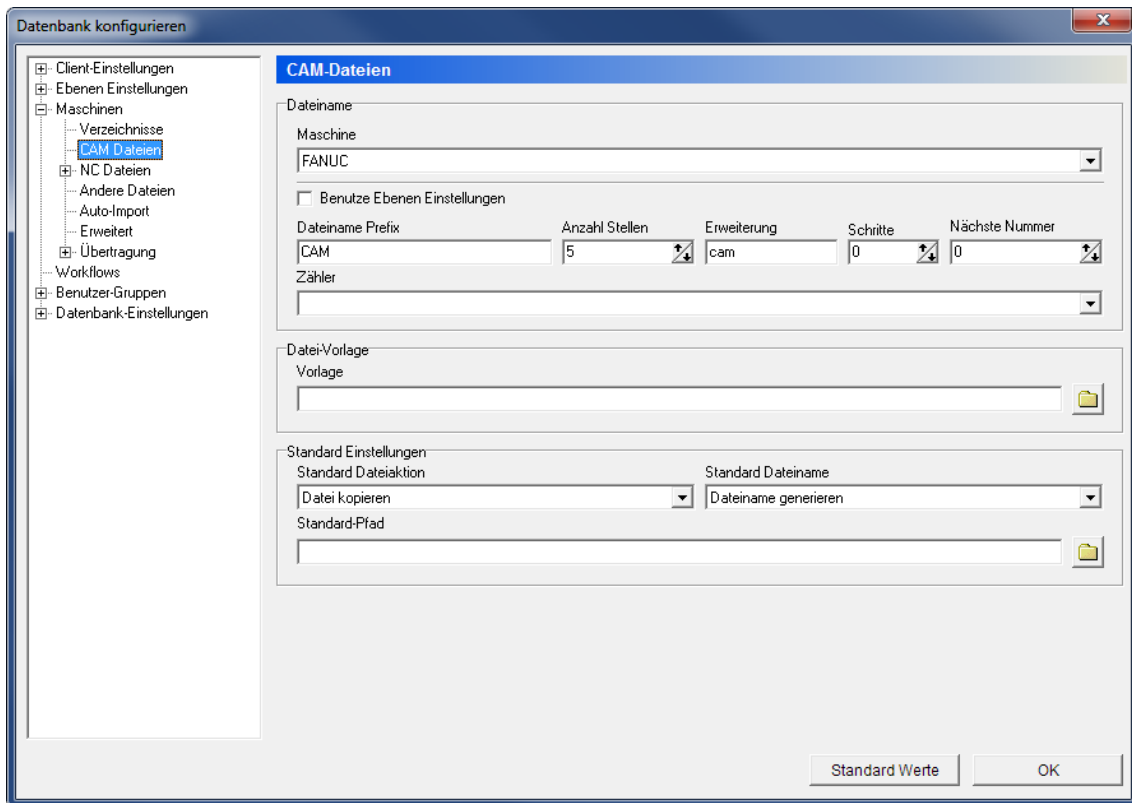 Datenbank konfigurieren
Client-Einstellungen
Ebenen Einstellungen
Maschinen
Verzeichnisse
CAM Dateien
NC Dateien
Andere Dateien
Auto-Import
Erweitert
Übertragung
Workflows
Benutzer-Gruppen
Datenbank-Einstellungen
CAM-Dateien
Dateiname
Maschine
FANUC
Benutze Ebenen Einstellungen
Dateiname Prefix Anzahl Stellen Erweiterung Schritte Nächste Nummer
CAM 5 cam 0 0
Zähler
Datei-Vorlage
Vorlage
Standard Einstellungen
Standard Dateiaktion Standard Dateiname
Datei kopieren Dateiname generieren
Standard-Pfad
Standard Werte OK